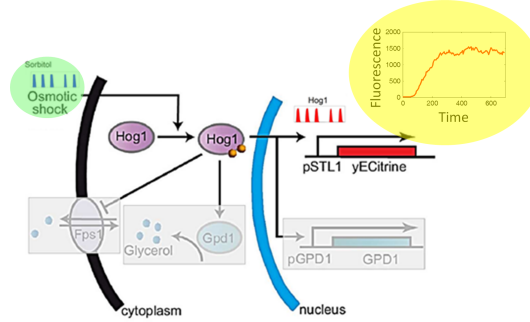 Sorbitol
Osmotic
shock
Hog1
Hog1
Hog1
pSTL1 yECitrine
Fluorescence
2000
1500
1000
500
0
0 200 400 600
Time
Fps1
Glycerol
Gpd1
pGPD1 GPD1
cytoplasm
nucleus